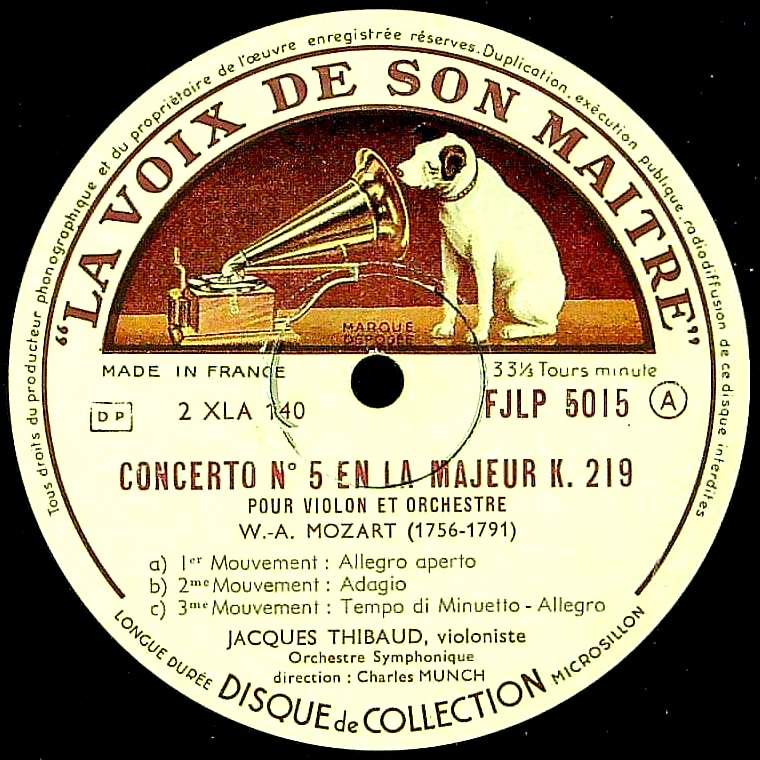 Tous droits du producteur phonographique et du propriétaire de l'œuvre enregistrée réservés. Duplication, exécution publique, radiodiffusion de ce disque interdites
“LA VOIX DE SON MAITRE”
MARQUE
DÉPOSÉE
MADE IN FRANCE
33⅓ Tours minute
DP
2 XLA 140
FJLP 5015 A
CONCERTO N° 5 EN LA MAJEUR K. 219
POUR VIOLON ET ORCHESTRE
W.-A. MOZART (1756-1791)
a) 1er Mouvement : Allegro aperto
b) 2me Mouvement : Adagio
c) 3me Mouvement : Tempo di Minuetto - Allegro
JACQUES THIBAUD, violoniste
Orchestre Symphonique
direction : Charles MUNCH
LONGUE DURÉE
DISQUE de COLLECTION
MICROSILLON